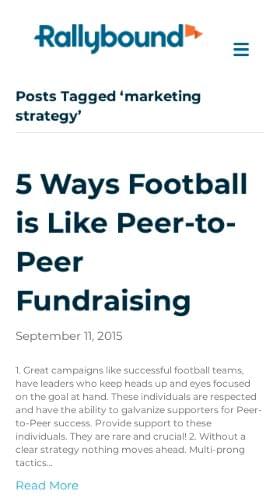 Rallybound
Posts Tagged ‘marketing
strategy’
5 Ways Football
is Like Peer-to-
Peer
Fundraising
September 11, 2015
1. Great campaigns like successful football teams,
have leaders who keep heads up and eyes focused
on the goal at hand. These individuals are respected
and have the ability to galvanize supporters for Peer-
to-Peer success. Provide support to these
individuals. They are rare and crucial! 2. Without a
clear strategy nothing moves ahead. Multi-prong
tactics...
Read More